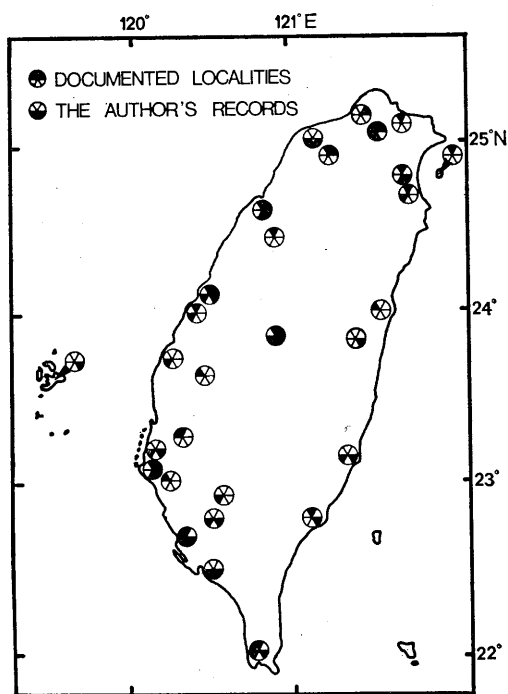 120° 121°E
DOCUMENTED LOCALITIES
THE AUTHOR'S RECORDS
25°N
24°
23°
22°